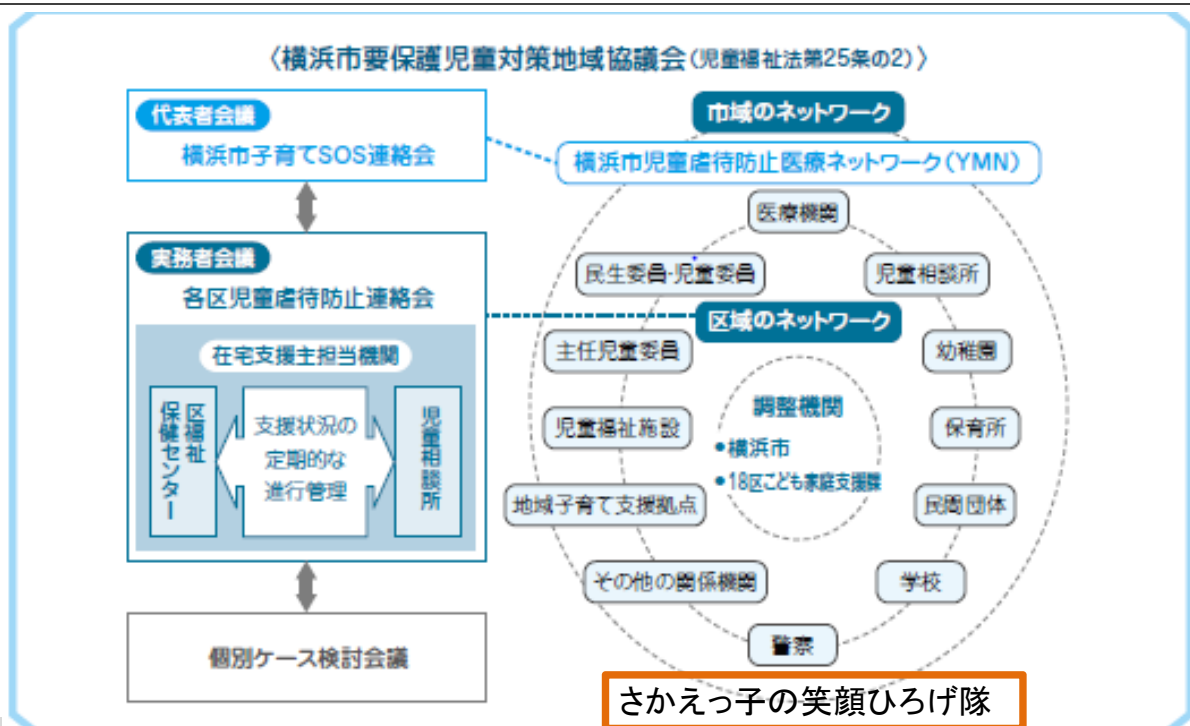 〈横浜市要保護児童対策地域協議会(児童福祉法第25条の2)〉
代表者会議
横浜市子育てSOS連絡会
実務者会議
各区児童虐待防止連絡会
在宅支援主担当機関
区福祉
保健センター
支援状況の
定期的な
進行管理
児童相談所
個別ケース検討会議
市域のネットワーク
横浜市児童虐待防止医療ネットワーク(YMN)
医療機関
民生委員・児童委員
児童相談所
区域のネットワーク
主任児童委員
幼稚園
調整機関
•横浜市
•18区こども家庭支援課
児童福祉施設
保育所
地域子育て支援拠点
民間団体
その他の関係機関
学校
警察
さかえっ子の笑顔ひろげ隊